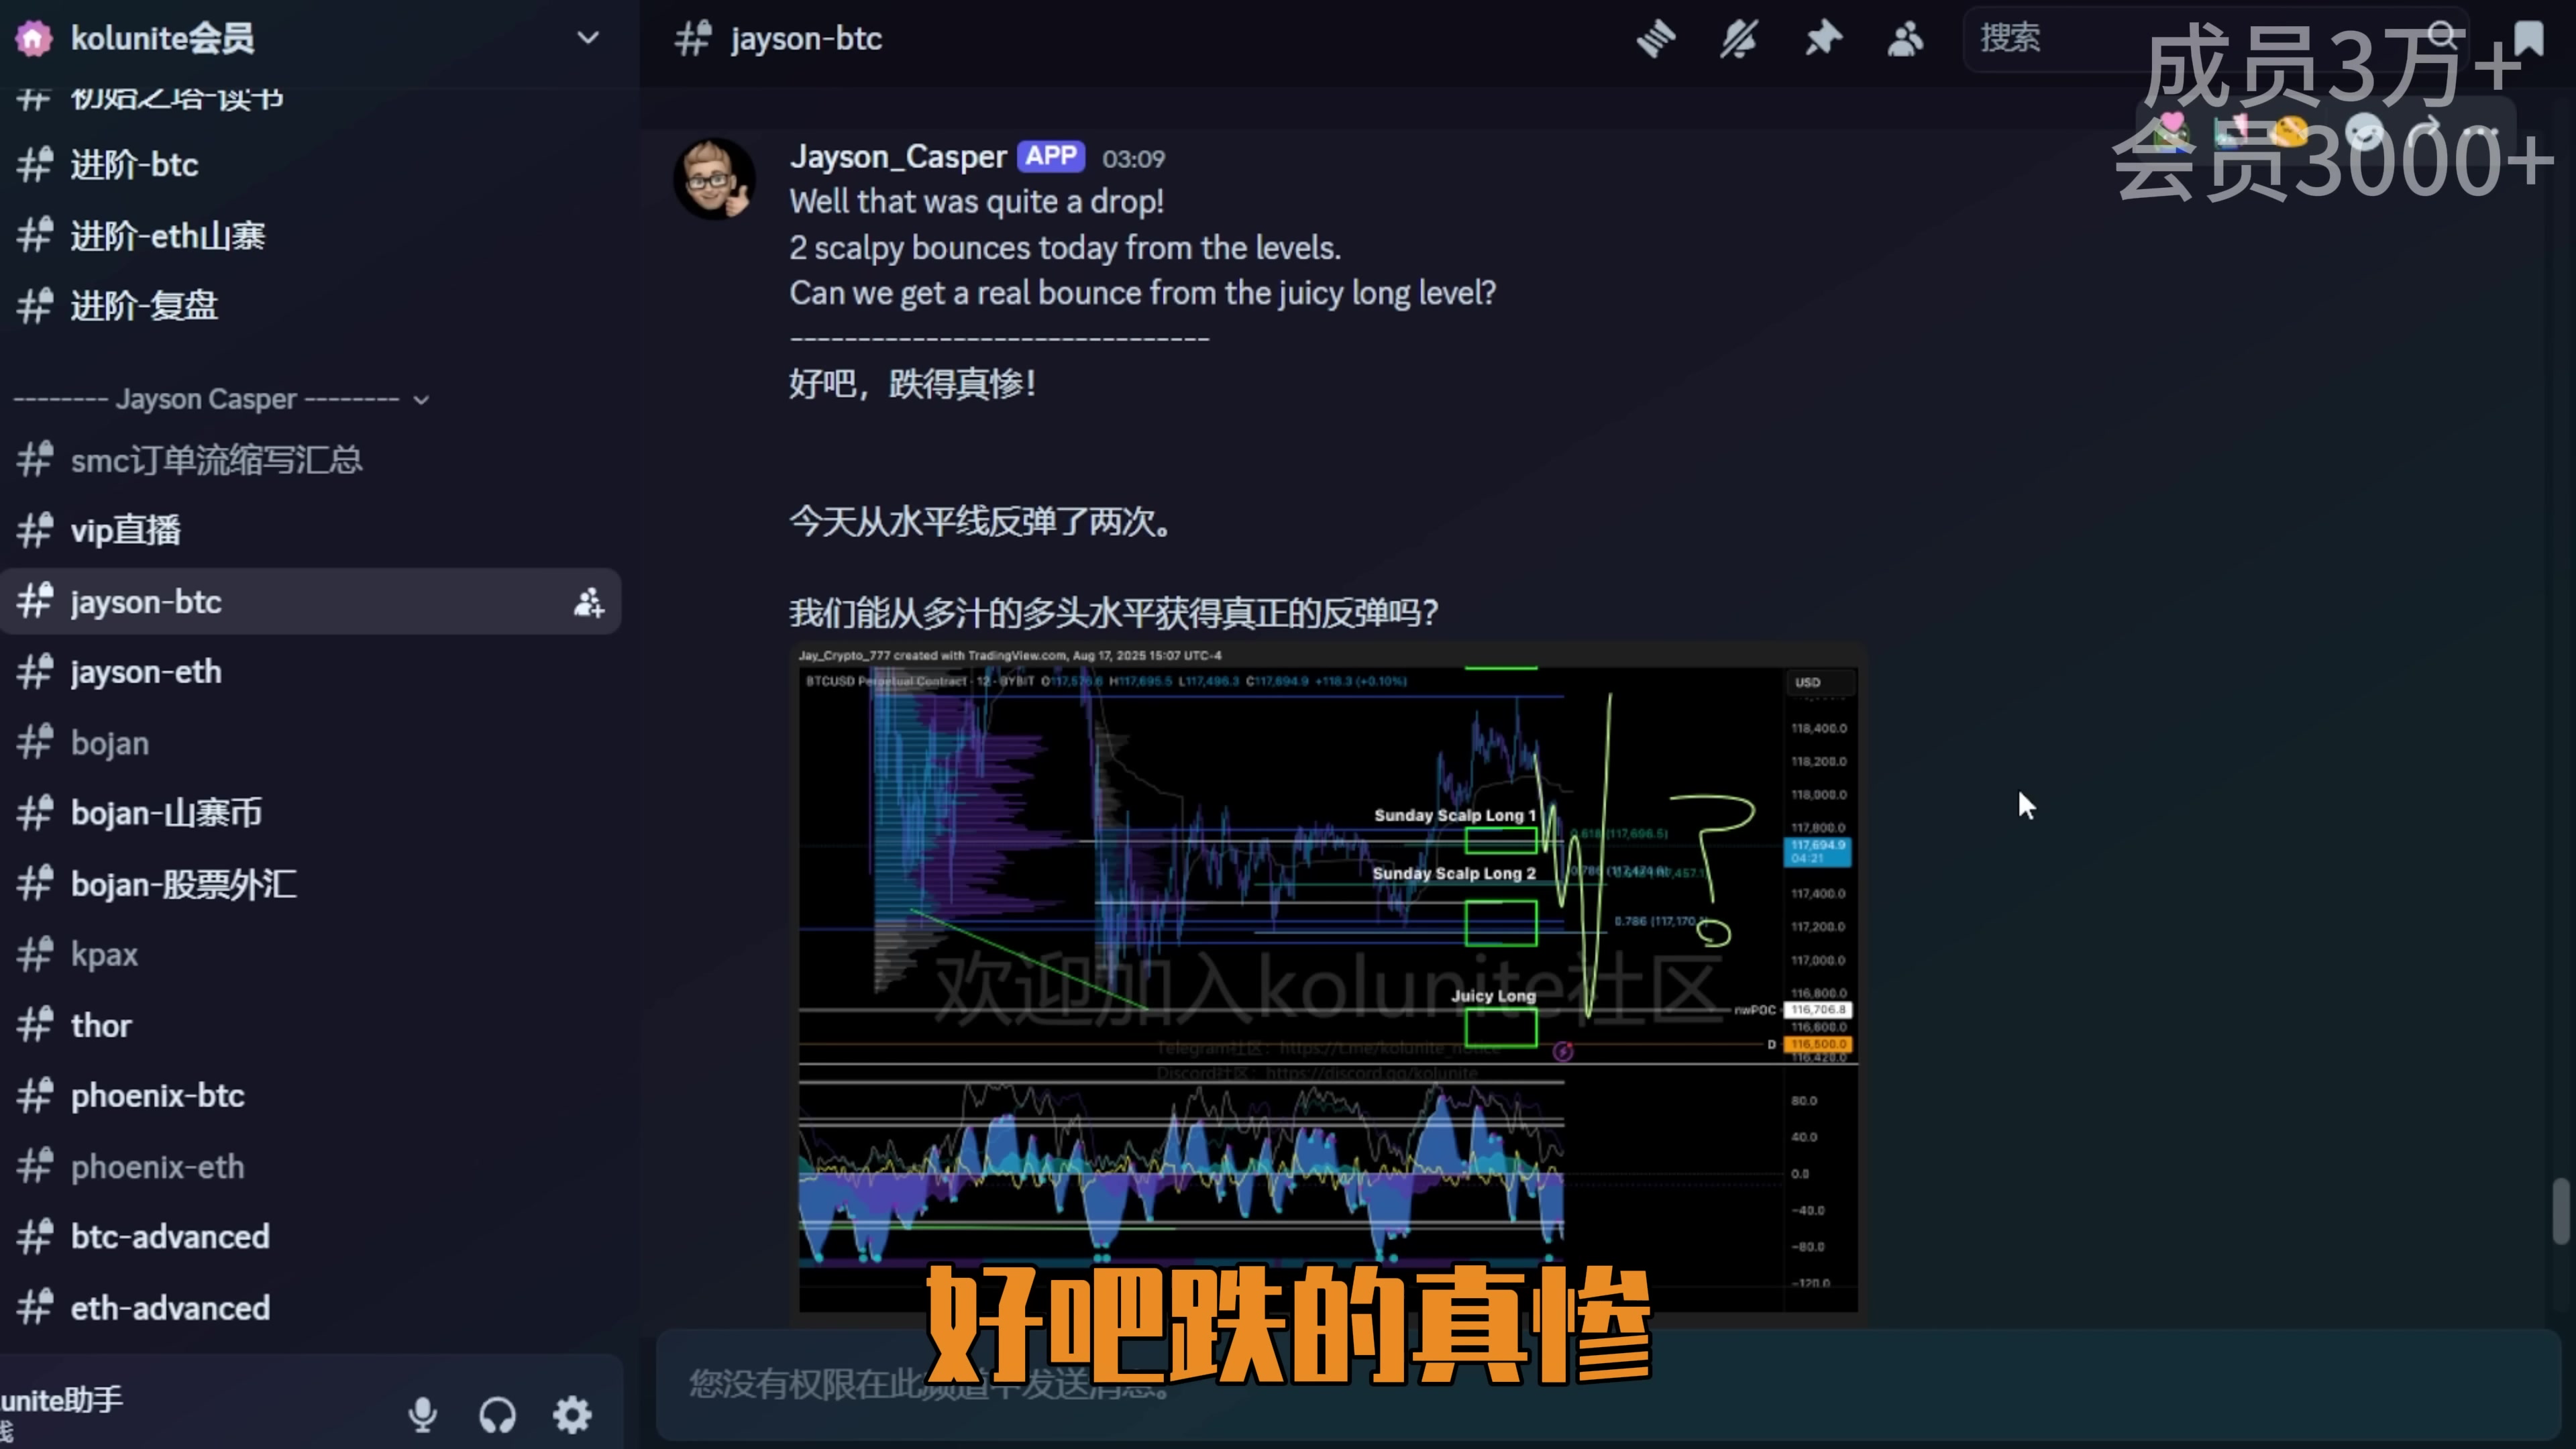 kolunite会员
初始之塔-读书
进阶-btc
进阶-eth山寨
进阶-复盘
-------- Jayson Casper --------
smc订单流缩写汇总
vip直播
jayson-btc
jayson-eth
bojan
bojan-山寨币
bojan-股票外汇
kpax
thor
phoenix-btc
phoenix-eth
btc-advanced
eth-advanced
unite助手
线
jayson-btc
搜索
成员3万+
会员3000+
Jayson_Casper APP 03:09
Well that was quite a drop!
2 scalpy bounces today from the levels.
Can we get a real bounce from the juicy long level?
-------------------------------
好吧，跌得真惨！
今天从水平线反弹了两次。
我们能从多汁的多头水平获得真正的反弹吗？
Jay_Crypto_777 created with TradingView.com, Aug 17, 2025 15:07 UTC-4
BTCUSD Perpetual Contract · 12 · BYBIT O117,576.6 H117,695.5 L117,496.3 C117,694.9 +118.3 (+0.10%)
USD
118,400.0
118,200.0
118,000.0
117,800.0
117,694.9
04:21
117,400.0
117,200.0
117,000.0
116,800.0
nwPOC 116,706.8
116,600.0
D 116,500.0
116,420.0
Sunday Scalp Long 1
0.618 (117,696.5)
Sunday Scalp Long 2
0.786 (117,170.
?
Juicy Long
欢迎加入kolunite社区
Telegram社区：https://t.me/kolunite_notice
Discord社区：https://discord.gg/kolunite
80.0
40.0
0.0
-40.0
-80.0
-120.0
好吧跌的真惨
您没有权限在此频道中发送消息。